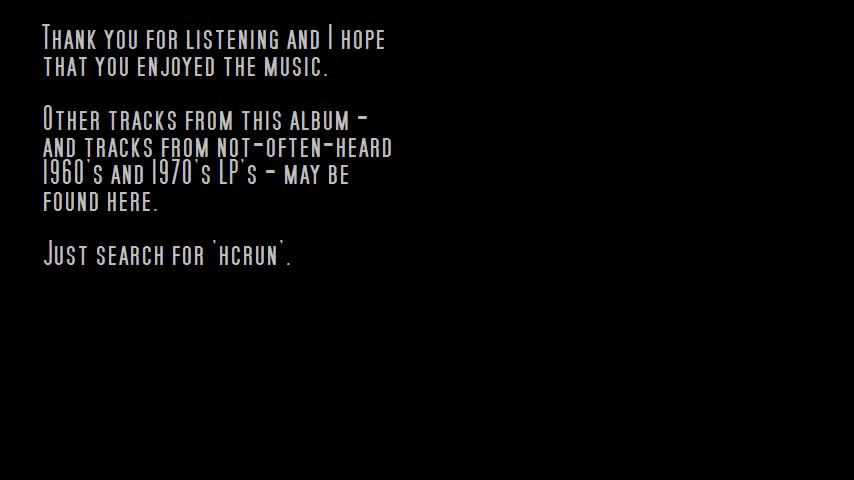 Thank you for listening and I hope
that you enjoyed the music.
Other tracks from this album -
and tracks from not-often-heard
1960's and 1970's LP's - may be
found here.
Just search for 'hcrun'.